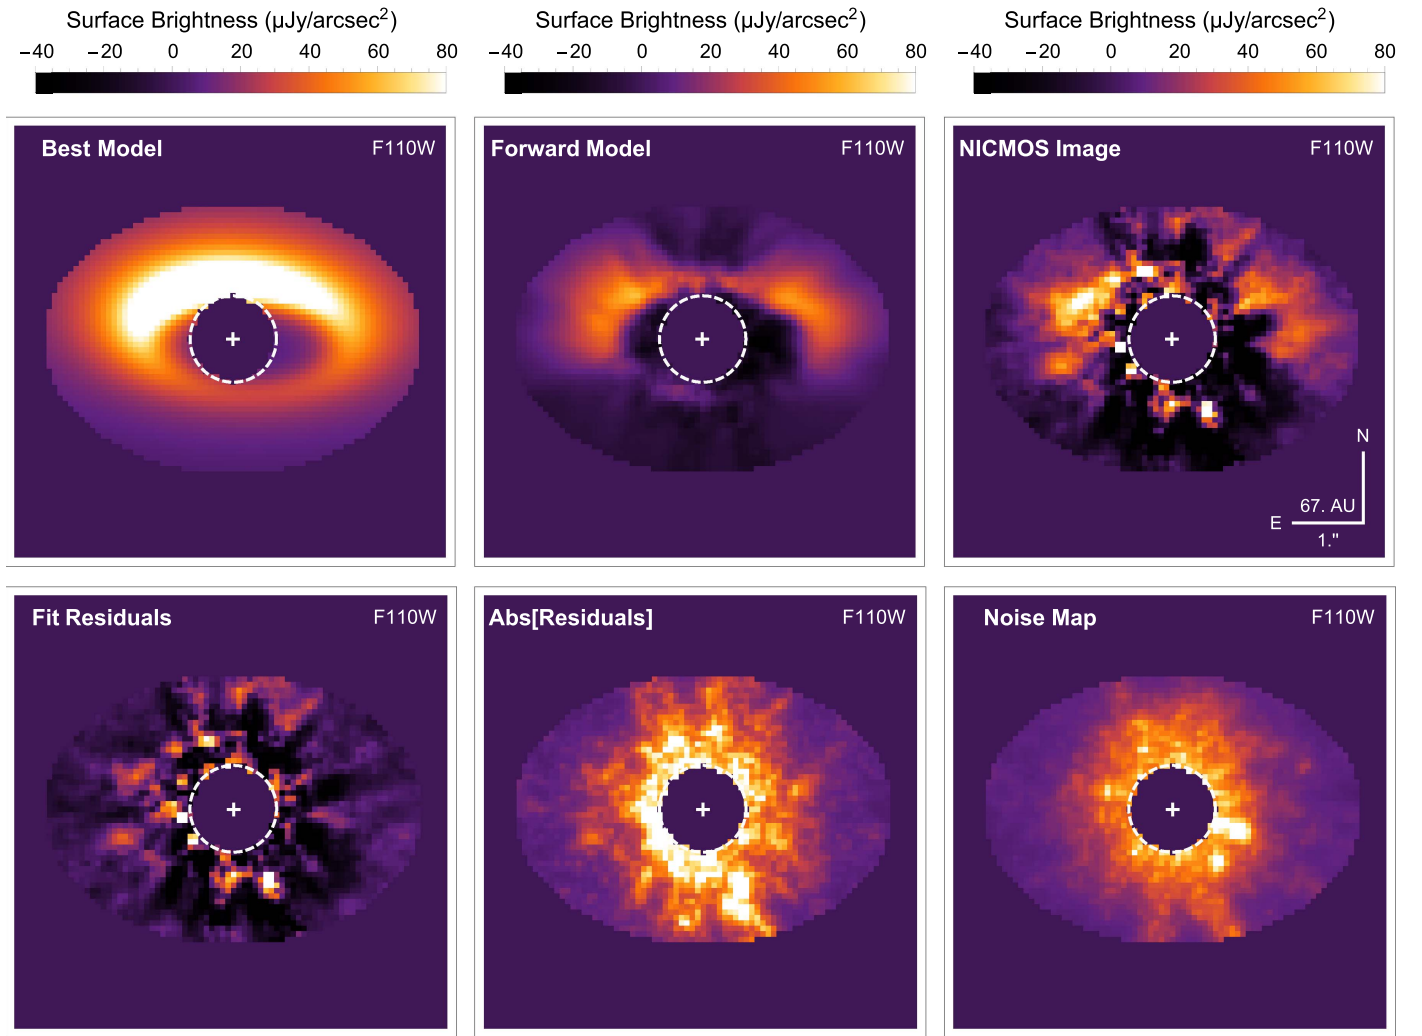 Surface Brightness (μJy/arcsec²) Surface Brightness (μJy/arcsec²) Surface Brightness (μJy/arcsec²)
−40 −20 0 20 40 60 80 −40 −20 0 20 40 60 80 −40 −20 0 20 40 60 80
Best Model F110W Forward Model F110W NICMOS Image F110W
N
67. AU
E
1."
Fit Residuals F110W Abs[Residuals] F110W Noise Map F110W